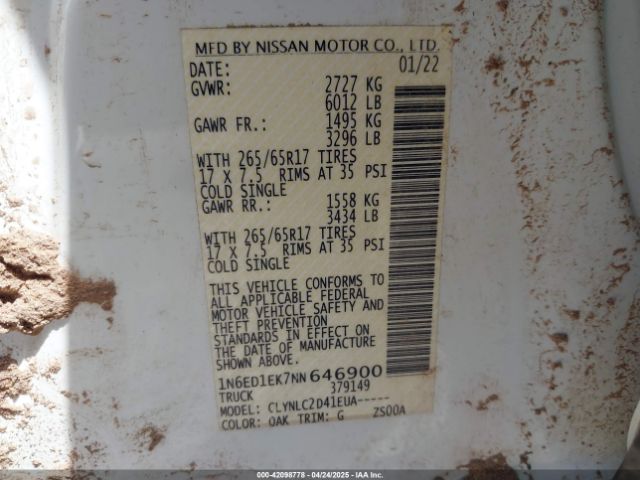 MFD BY NISSAN MOTOR CO., LTD.
DATE: 01/22
GVWR: 2727 KG
6012 LB
GAWR FR.: 1495 KG
3296 LB
WITH 265/65R17 TIRES
17 X 7.5 RIMS AT 35 PSI
COLD SINGLE
GAWR RR.: 1558 KG
3434 LB
WITH 265/65R17 TIRES
17 X 7.5 RIMS AT 35 PSI
COLD SINGLE
THIS VEHICLE CONFORMS TO
ALL APPLICABLE FEDERAL
MOTOR VEHICLE SAFETY AND
THEFT PREVENTION
STANDARDS IN EFFECT ON
THE DATE OF MANUFACTURE
SHOWN ABOVE.
1N6ED1EK7NN646900
TRUCK 379149
MODEL: CLYNLC2D41EUA-----
COLOR: QAK TRIM: G ZS00A
000-42098778 - 04/24/2025 - IAA Inc.